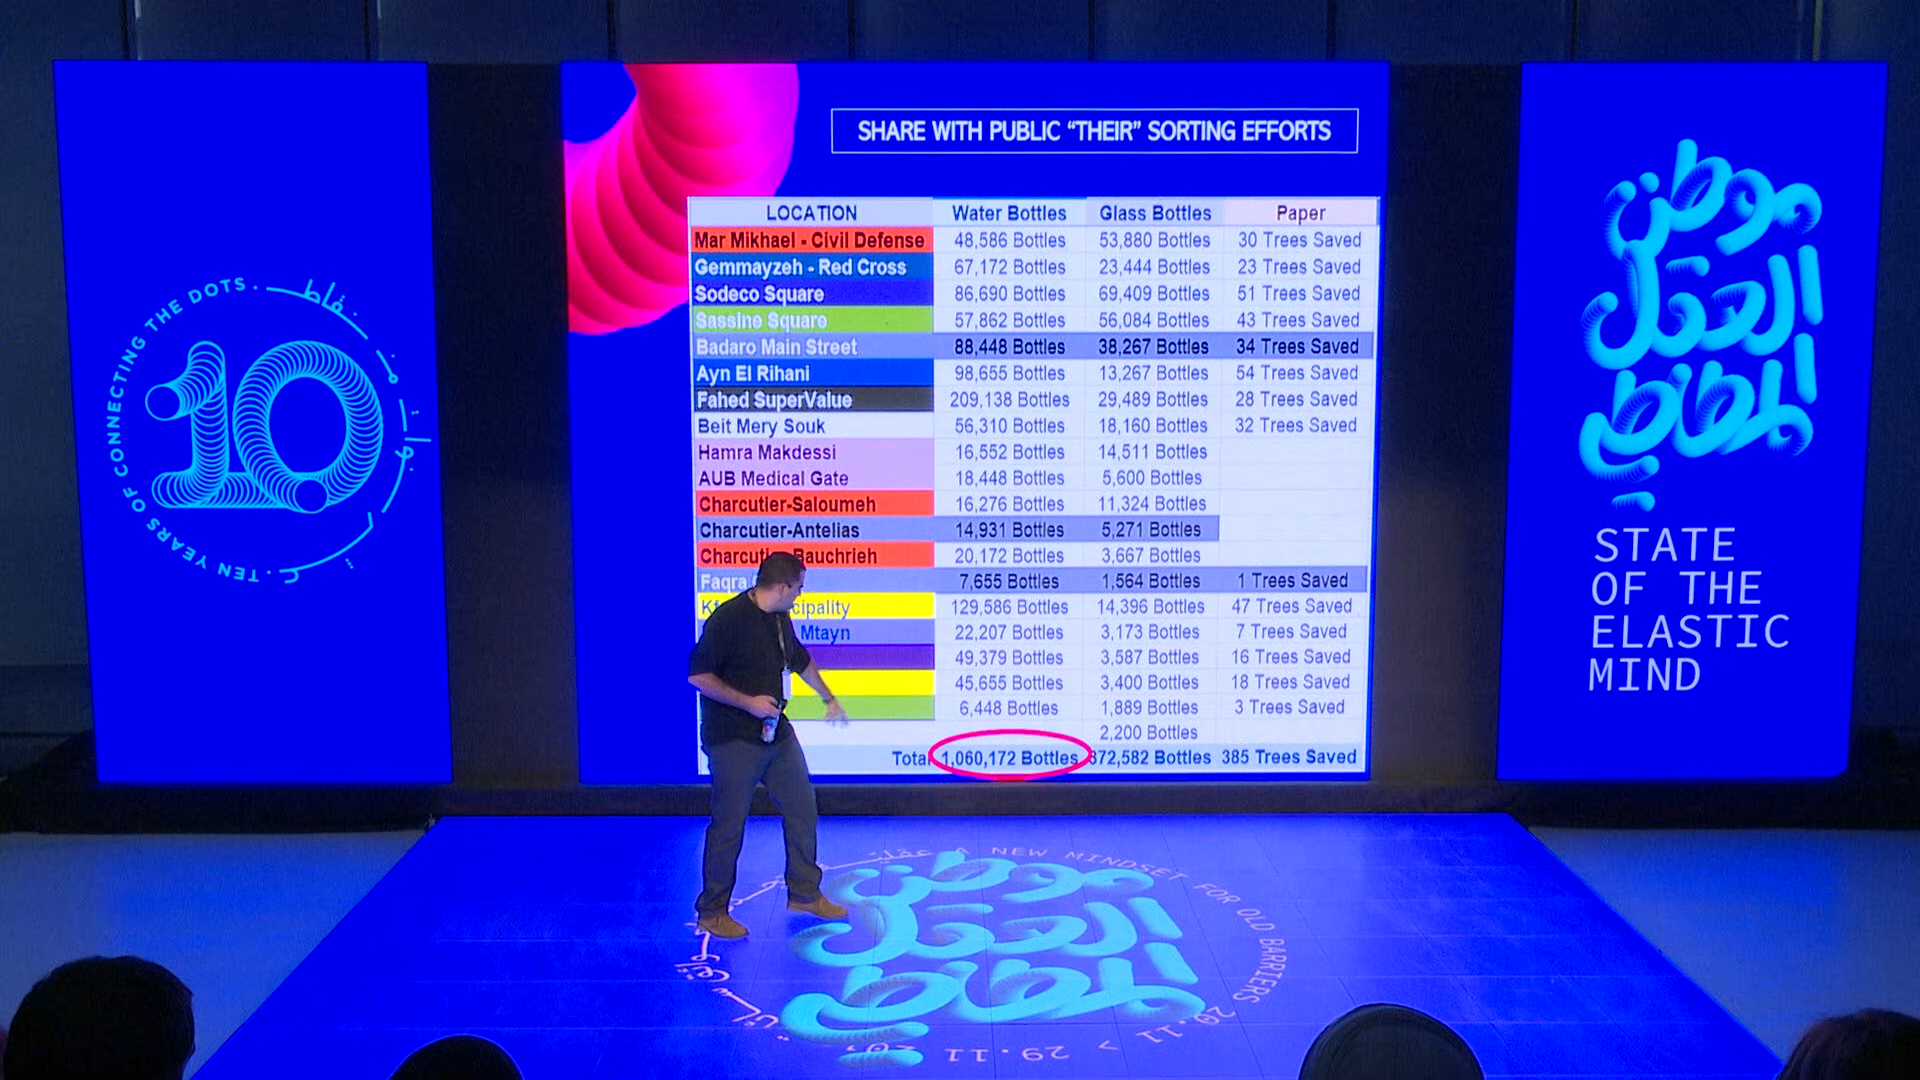 TEN YEARS OF CONNECTING THE DOTS.
10
SHARE WITH PUBLIC “THEIR” SORTING EFFORTS
LOCATION Water Bottles Glass Bottles Paper
Mar Mikhael - Civil Defense 48,586 Bottles 53,880 Bottles 30 Trees Saved
Gemmayzeh - Red Cross 67,172 Bottles 23,444 Bottles 23 Trees Saved
Sodeco Square 86,690 Bottles 69,409 Bottles 51 Trees Saved
Sassine Square 57,862 Bottles 56,084 Bottles 43 Trees Saved
Badaro Main Street 88,448 Bottles 38,267 Bottles 34 Trees Saved
Ayn El Rihani 98,655 Bottles 13,267 Bottles 54 Trees Saved
Fahed SuperValue 209,138 Bottles 29,489 Bottles 28 Trees Saved
Beit Mery Souk 56,310 Bottles 18,160 Bottles 32 Trees Saved
Hamra Makdessi 16,552 Bottles 14,511 Bottles
AUB Medical Gate 18,448 Bottles 5,600 Bottles
Charcutier-Saloumeh 16,276 Bottles 11,324 Bottles
Charcutier-Antelias 14,931 Bottles 5,271 Bottles
Charcutier-Bauchrieh 20,172 Bottles 3,667 Bottles
Faqra 7,655 Bottles 1,564 Bottles 1 Trees Saved
cipality 129,586 Bottles 14,396 Bottles 47 Trees Saved
Mtayn 22,207 Bottles 3,173 Bottles 7 Trees Saved
49,379 Bottles 3,587 Bottles 16 Trees Saved
45,655 Bottles 3,400 Bottles 18 Trees Saved
6,448 Bottles 1,889 Bottles 3 Trees Saved
2,200 Bottles
Total 1,060,172 Bottles 372,582 Bottles 385 Trees Saved
موطن
العقل
المطاطي
STATE
OF THE
ELASTIC
MIND
A NEW MINDSET FOR OLD BARRIERS
موطن
العقل
المطاطي
29.11